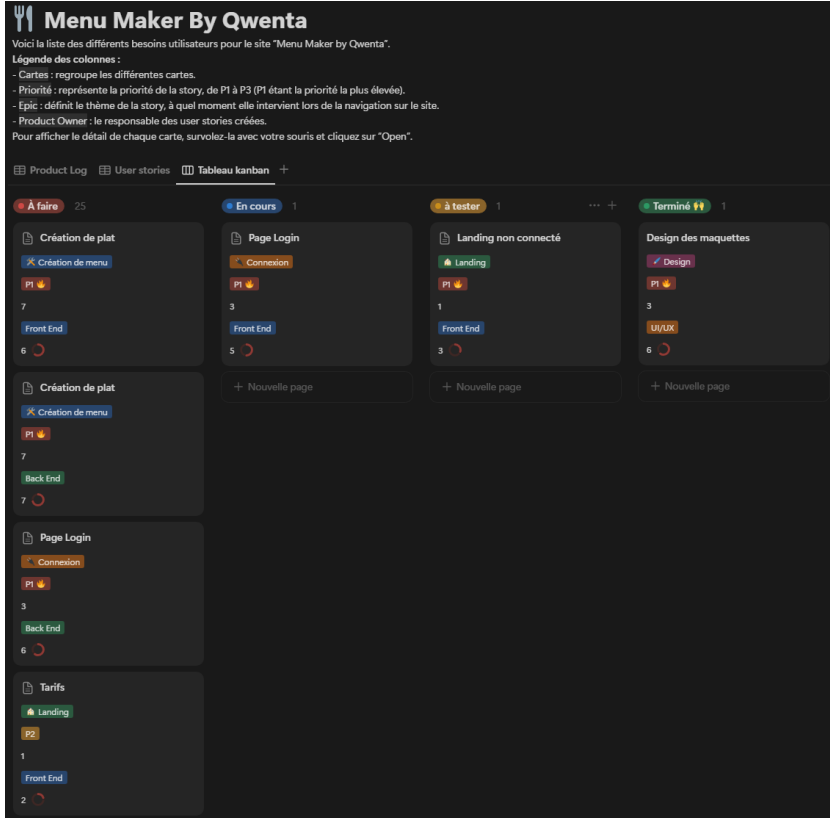 Menu Maker By Qwenta
Voici la liste des différents besoins utilisateurs pour le site "Menu Maker by Qwenta".
Légende des colonnes :
- Cartes : regroupe les différentes cartes.
- Priorité : représente la priorité de la story, de P1 à P3 (P1 étant la priorité la plus élevée).
- Epic : définit le thème de la story, à quel moment elle intervient lors de la navigation sur le site.
- Product Owner : le responsable des user stories créées.
Pour afficher le détail de chaque carte, survolez-la avec votre souris et cliquez sur "Open".
Product Log User stories Tableau kanban +
À faire 25
Création de plat
Création de menu
P1
7
Front End
6
Création de plat
Création de menu
P1
7
Back End
7
Page Login
Connexion
P1
3
Back End
6
Tarifs
Landing
P2
1
Front End
2
En cours 1
Page Login
Connexion
P1
3
Front End
5
+ Nouvelle page
à tester 1 ... +
Landing non connecté
Landing
P1
1
Front End
3
+ Nouvelle page
Terminé 1
Design des maquettes
Design
P1
3
UI/UX
6
+ Nouvelle page